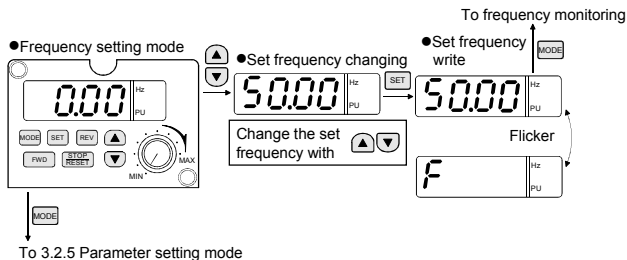 To frequency monitoring
●Frequency setting mode
●Set frequency changing
●Set frequency
write
MODE
0.00
Hz
PU
50.00
Hz
PU
SET
50.00
Hz
PU
MODE
SET
REV
FWD
STOP
RESET
MIN
MAX
Change the set
frequency with
Flicker
F
Hz
PU
MODE
To 3.2.5 Parameter setting mode